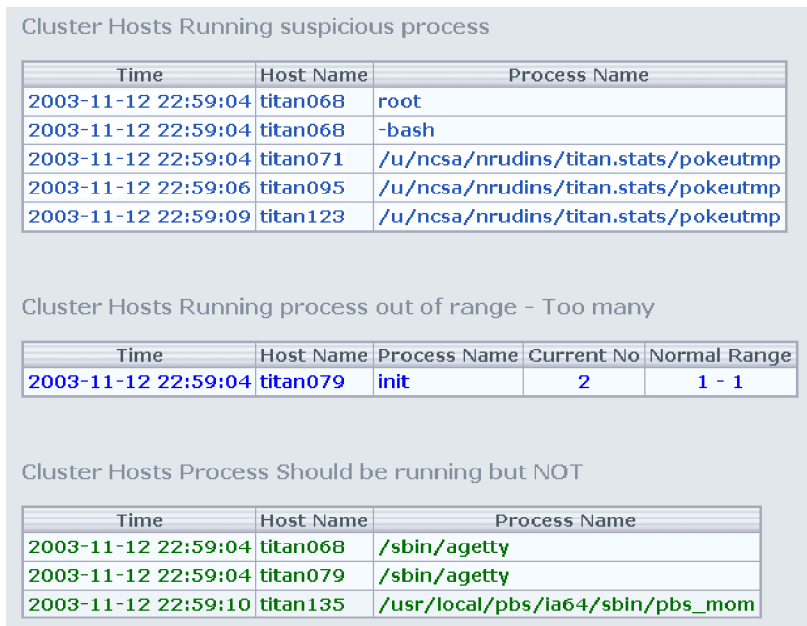 Cluster Hosts Running suspicious process
Time Host Name Process Name
2003-11-12 22:59:04 titan068 root
2003-11-12 22:59:04 titan068 -bash
2003-11-12 22:59:04 titan071 /u/ncsa/nrudins/titan.stats/pokeutmp
2003-11-12 22:59:06 titan095 /u/ncsa/nrudins/titan.stats/pokeutmp
2003-11-12 22:59:09 titan123 /u/ncsa/nrudins/titan.stats/pokeutmp
Cluster Hosts Running process out of range - Too many
Time Host Name Process Name Current No Normal Range
2003-11-12 22:59:04 titan079 init 2 1 - 1
Cluster Hosts Process Should be running but NOT
Time Host Name Process Name
2003-11-12 22:59:04 titan068 /sbin/agetty
2003-11-12 22:59:04 titan079 /sbin/agetty
2003-11-12 22:59:10 titan135 /usr/local/pbs/ia64/sbin/pbs_mom